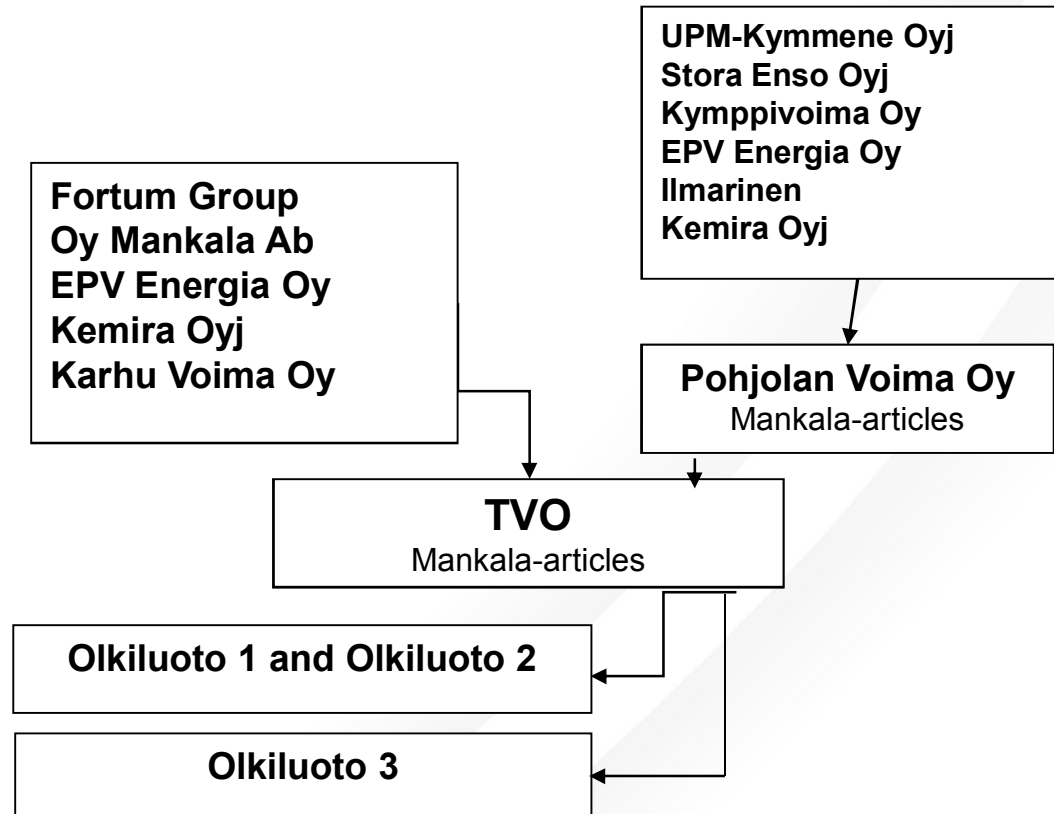 UPM-Kymmene Oyj
Stora Enso Oyj
Kymppivoima Oy
EPV Energia Oy
Ilmarinen
Kemira Oyj
Fortum Group
Oy Mankala Ab
EPV Energia Oy
Kemira Oyj
Karhu Voima Oy
Pohjolan Voima Oy
Mankala-articles
TVO
Mankala-articles
Olkiluoto 1 and Olkiluoto 2
Olkiluoto 3